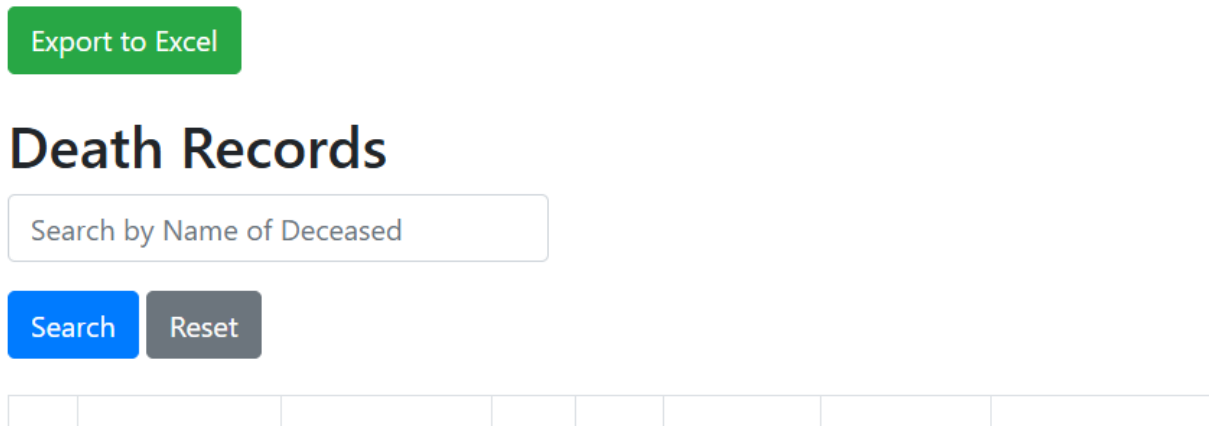 Export to Excel
Death Records
Search by Name of Deceased
Search Reset